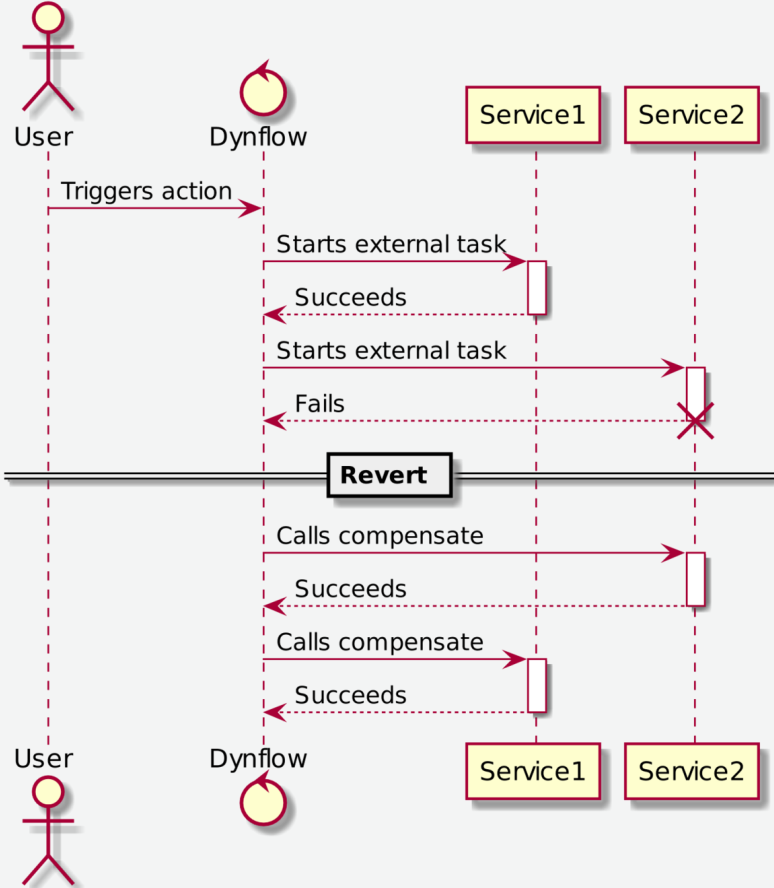 User
Dynflow
Service1
Service2
Triggers action
Starts external task
Succeeds
Starts external task
Fails
Revert
Calls compensate
Succeeds
Calls compensate
Succeeds
User
Dynflow
Service1
Service2